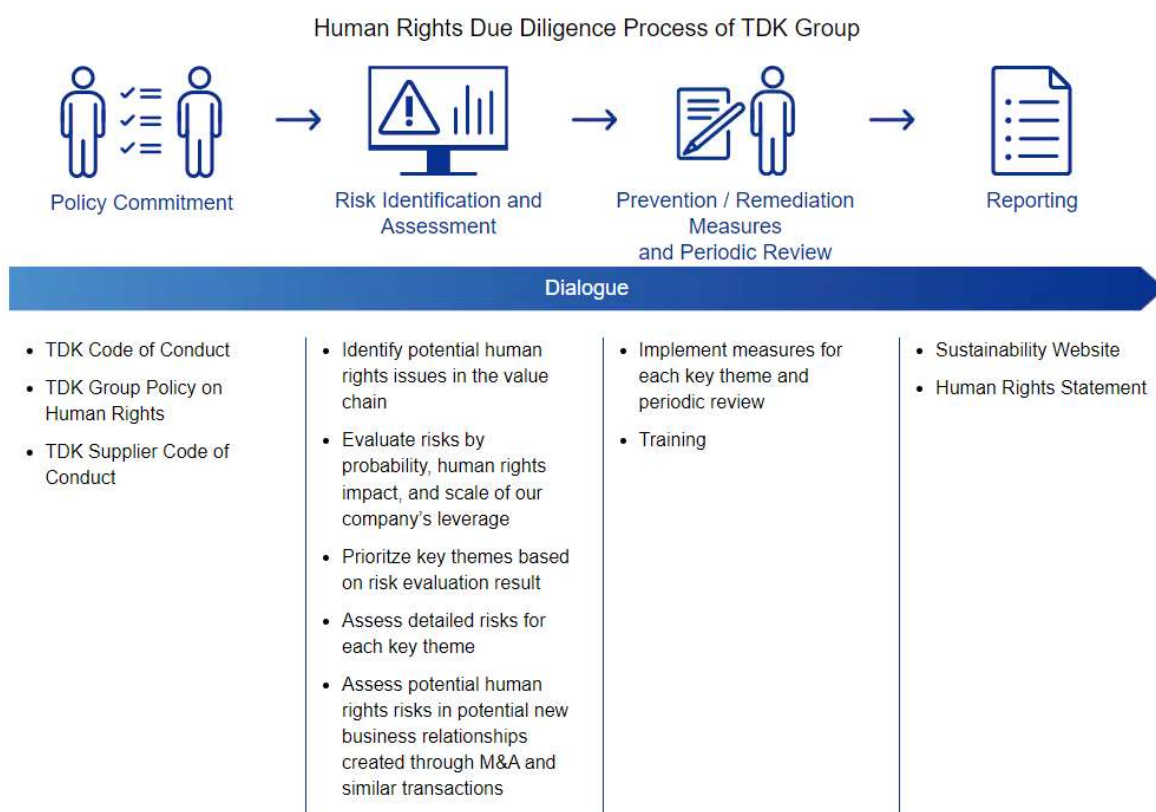 Human Rights Due Diligence Process of TDK Group
Policy Commitment
Risk Identification and
Assessment
Prevention / Remediation
Measures
and Periodic Review
Reporting
Dialogue
• TDK Code of Conduct
• TDK Group Policy on
Human Rights
• TDK Supplier Code of
Conduct
• Identify potential human
rights issues in the value
chain
• Evaluate risks by
probability, human rights
impact, and scale of our
company's leverage
• Prioritze key themes based
on risk evaluation result
• Assess detailed risks for
each key theme
• Assess potential human
rights risks in potential new
business relationships
created through M&A and
similar transactions
• Implement measures for
each key theme and
periodic review
• Training
• Sustainability Website
• Human Rights Statement